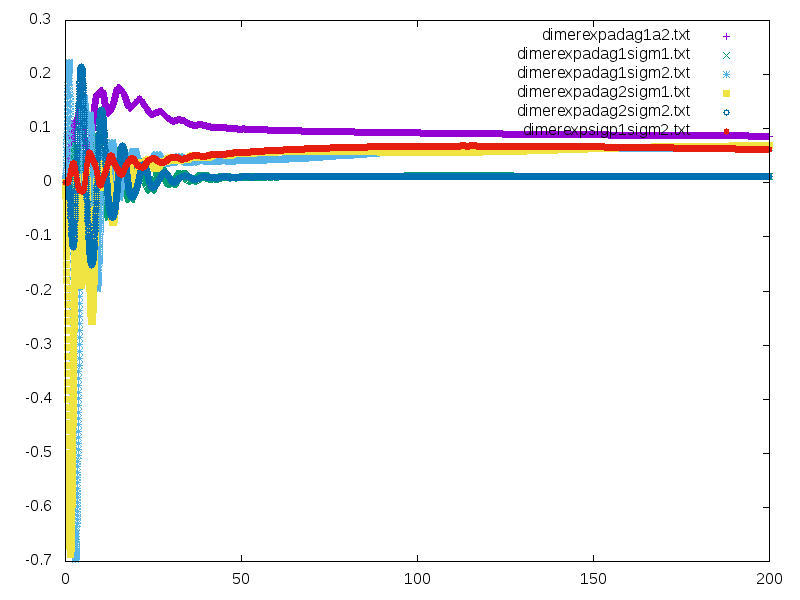 0.3
0.2
0.1
0
-0.1
-0.2
-0.3
-0.4
-0.5
-0.6
-0.7
0
50
100
150
200
dimerexpadag1a2.txt
dimerexpadag1sigm1.txt
dimerexpadag1sigm2.txt
dimerexpadag2sigm1.txt
dimerexpadag2sigm2.txt
dimerexpsigp1sigm2.txt